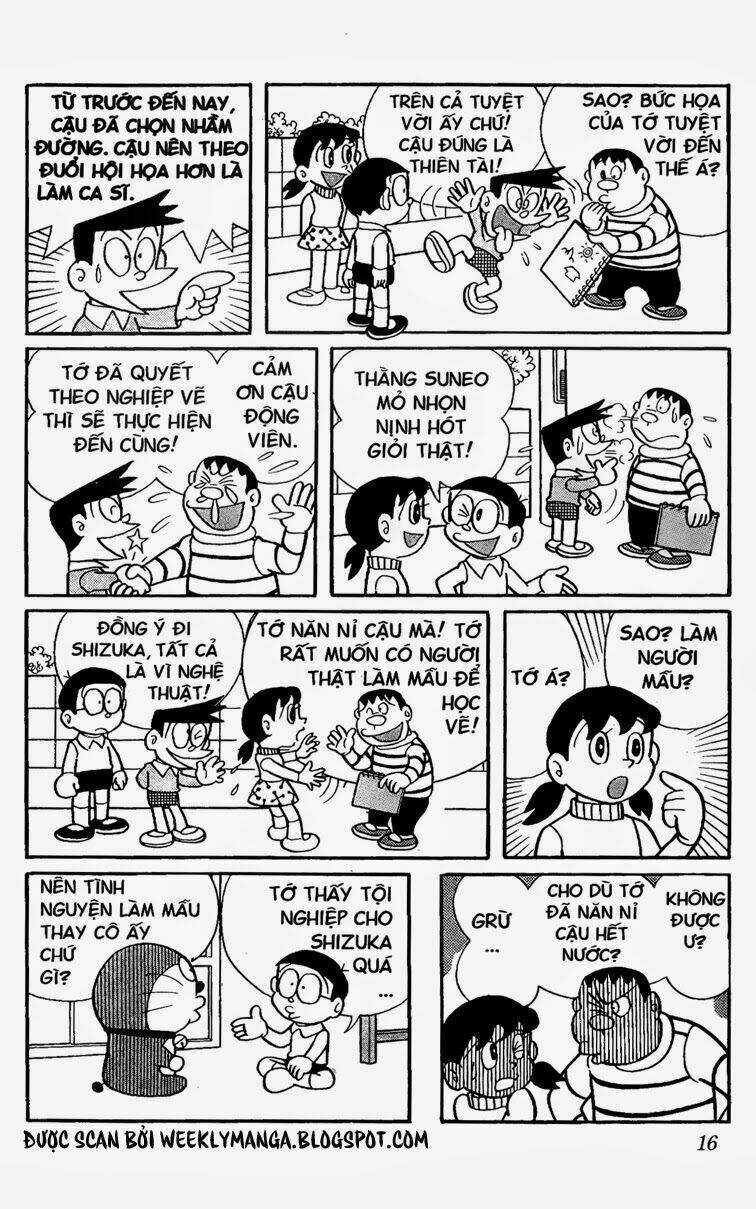 SAO? BỨC HỌA
CỦA TỚ TUYỆT
VỜI ĐẾN
THẾ Á?
TRÊN CẢ TUYỆT
VỜI ẤY CHỨ!
CẬU ĐÚNG LÀ
THIÊN TÀI!
TỪ TRƯỚC ĐẾN NAY,
CẬU ĐÃ CHỌN NHẦM
ĐƯỜNG. CẬU NÊN THEO
ĐUỔI HỘI HỌA HƠN LÀ
LÀM CA SĨ.
THẰNG SUNEO
MỎ NHỌN
NỊNH HÓT
GIỎI THẬT!
CẢM
ƠN CẬU
ĐỘNG
VIÊN.
TỚ ĐÃ QUYẾT
THEO NGHIỆP VẼ
THÌ SẼ THỰC HIỆN
ĐẾN CÙNG!
SAO? LÀM
NGƯỜI
MẪU?
TỚ Á?
TỚ NĂN NỈ CẬU MÀ! TỚ
RẤT MUỐN CÓ NGƯỜI
THẬT LÀM MẪU ĐỂ
HỌC
VẼ!
ĐỒNG Ý ĐI
SHIZUKA, TẤT CẢ
LÀ VÌ NGHỆ
THUẬT!
KHÔNG
ĐƯỢC
Ư?
CHO DÙ TỚ
ĐÃ NĂN NỈ
CẬU HẾT
NƯỚC?
GRỪ
...
TỚ THẤY TỘI
NGHIỆP CHO
SHIZUKA
QUÁ
...
NÊN TÌNH
NGUYỆN LÀM MẪU
THAY CÔ ẤY
CHỨ
GÌ?
ĐƯỢC SCAN BỞI WEEKLYMANGA.BLOGSPOT.COM
16